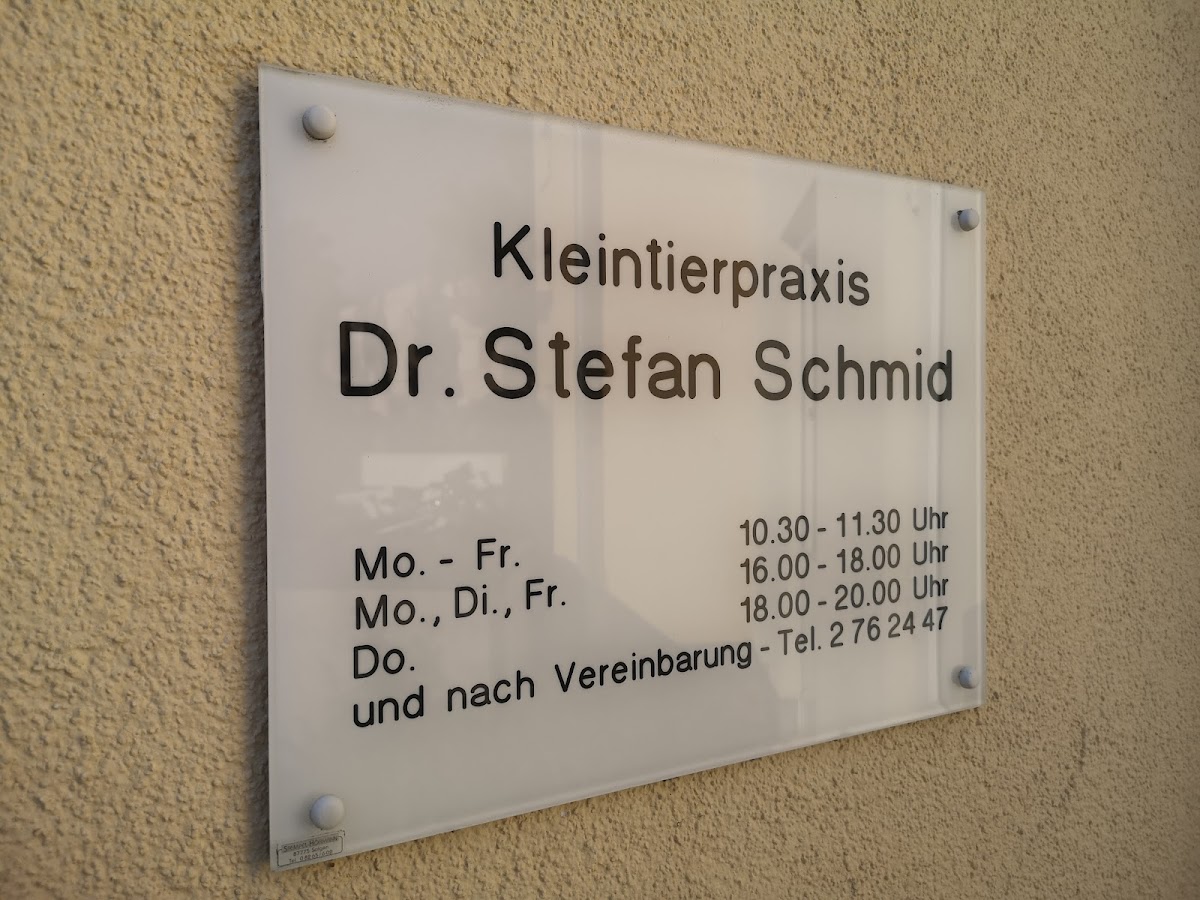 Kleintierpraxis
Dr. Stefan Schmid
Mo. - Fr. 10.30 - 11.30 Uhr
Mo., Di., Fr. 16.00 - 18.00 Uhr
Do. 18.00 - 20.00 Uhr
und nach Vereinbarung - Tel. 2 76 24 47